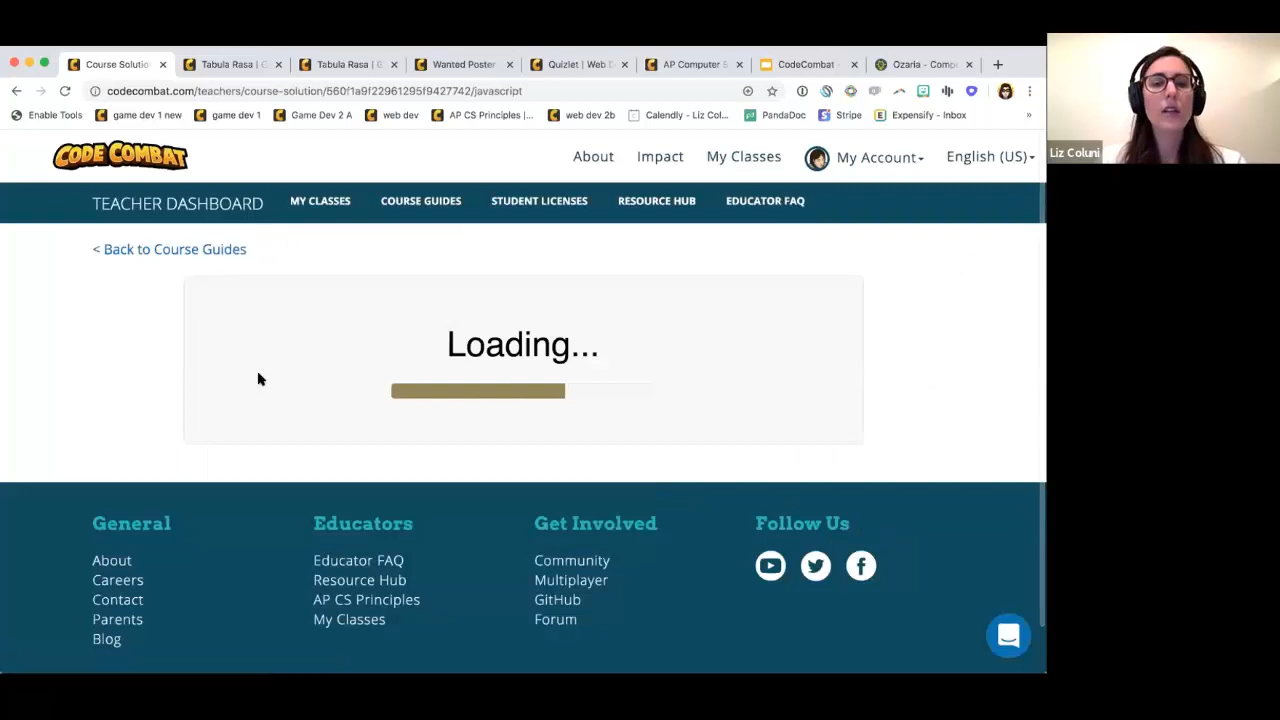 Course Solutio
Tabula Rasa | G
Tabula Rasa | G
Wanted Poster
Quizlet | Web D
AP Computer S
CodeCombat
Ozaria - Comp
codecombat.com/teachers/course-solution/560f1a9f22961295f9427742/javascript
Enable Tools
game dev 1 new
game dev 1
Game Dev 2 A
web dev
AP CS Principles |...
web dev 2b
Calendly - Liz Col...
PandaDoc
Stripe
Expensify - Inbox
»
CODE COMBAT
About
Impact
My Classes
My Account
English (US)
TEACHER DASHBOARD
MY CLASSES
COURSE GUIDES
STUDENT LICENSES
RESOURCE HUB
EDUCATOR FAQ
< Back to Course Guides
Loading...
General
About
Careers
Contact
Parents
Blog
Educators
Educator FAQ
Resource Hub
AP CS Principles
My Classes
Get Involved
Community
Multiplayer
GitHub
Forum
Follow Us
Liz Coluni